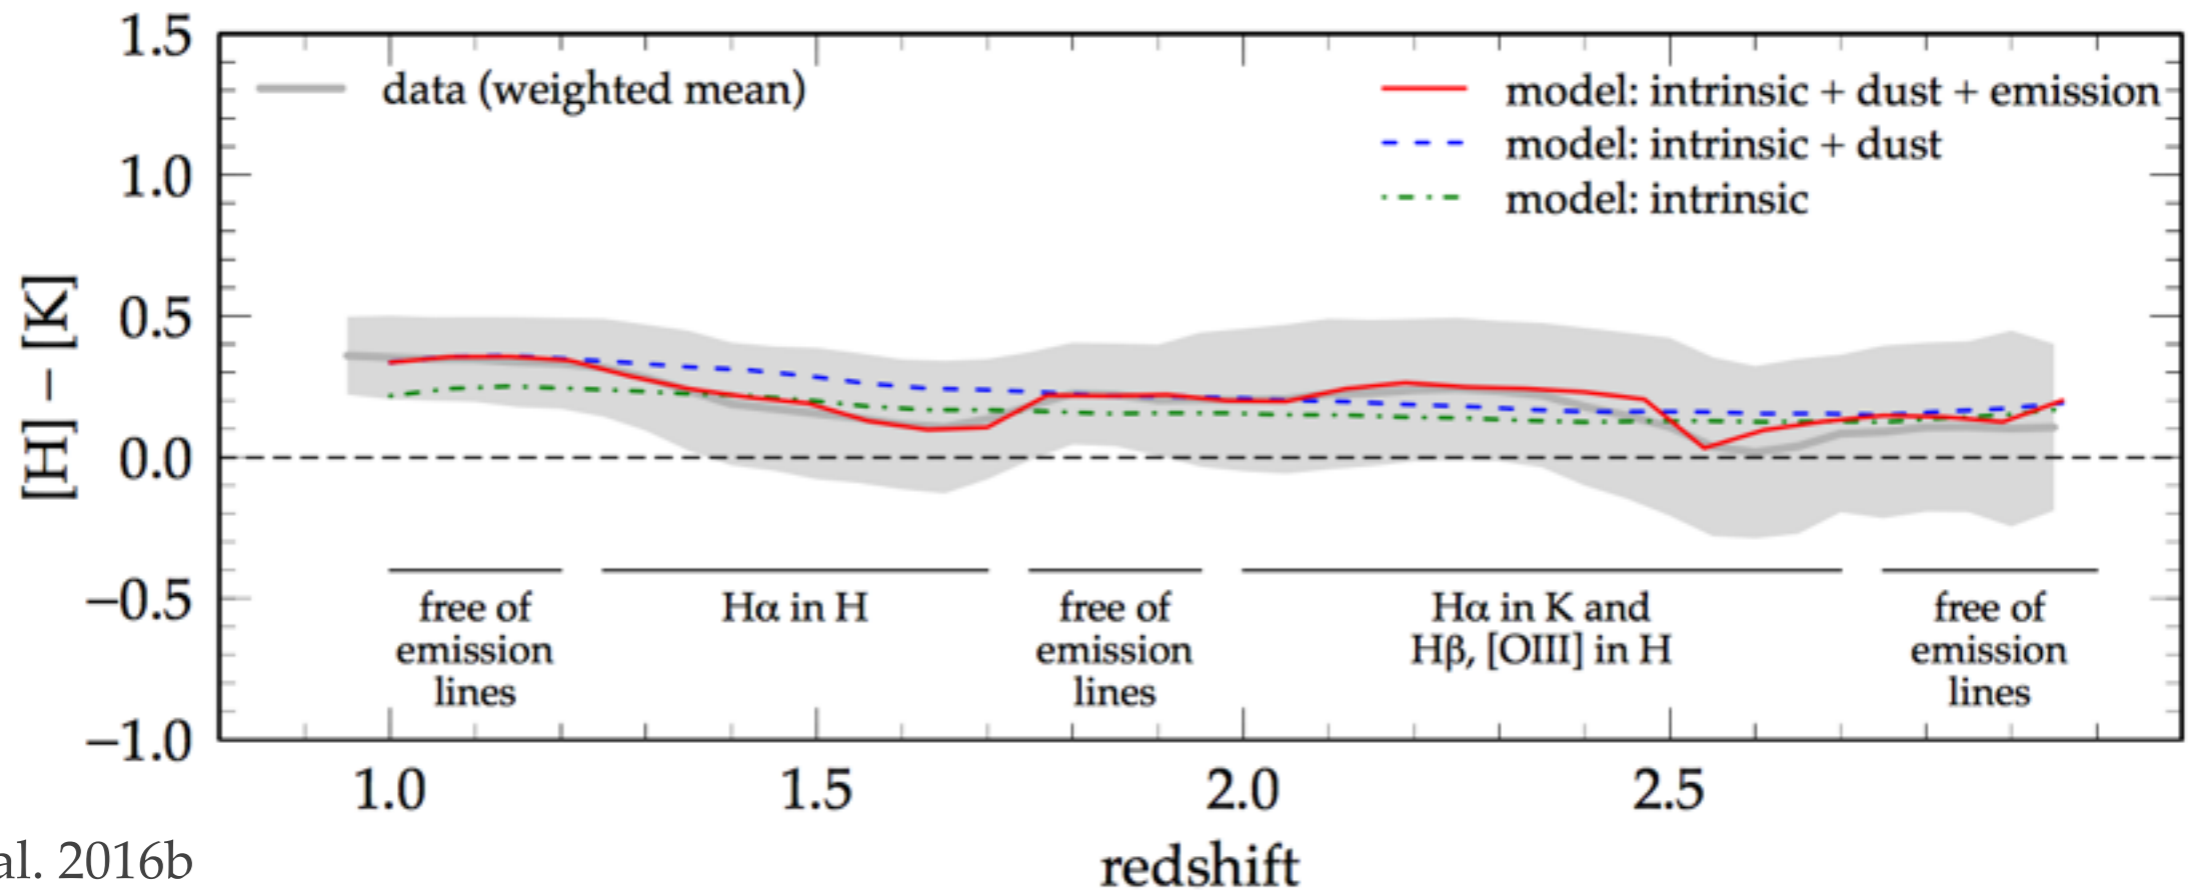 1.5
data (weighted mean)
model: intrinsic + dust + emission
model: intrinsic + dust
model: intrinsic
1.0
0.5
0.0
−0.5
−1.0
[H] − [K]
free of
emission
lines
Hα in H
free of
emission
lines
Hα in K and
Hβ, [OIII] in H
free of
emission
lines
1.0 1.5 2.0 2.5
redshift
al. 2016b